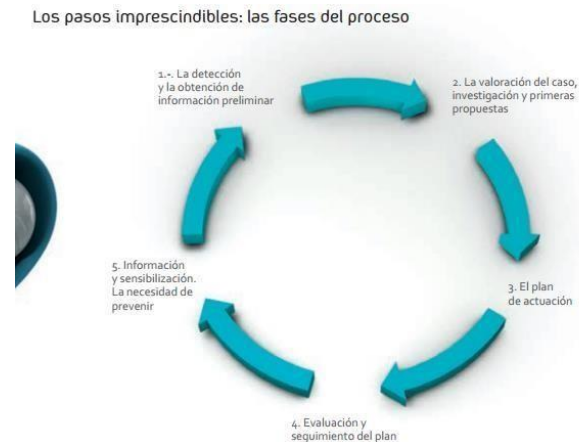 Los pasos imprescindibles: las fases del proceso
1.-. La detección
y la obtención de
información preliminar
2. La valoración del caso,
investigación y primeras
propuestas
3. El plan
de actuación
4. Evaluación y
seguimiento del plan
5. Información
y sensibilización.
La necesidad de
prevenir